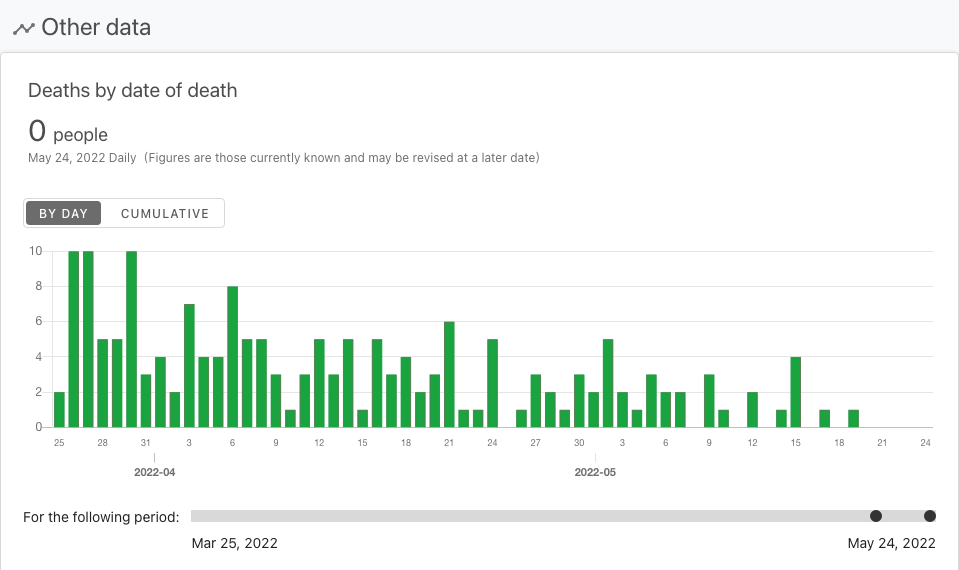 Other data
Deaths by date of death
0 people
May 24, 2022 Daily (Figures are those currently known and may be revised at a later date)
BY DAY CUMULATIVE
10
8
6
4
2
0
25 28 31 3 6 9 12 15 18 21 24 27 30 3 6 9 12 15 18 21 24
2022-04 2022-05
For the following period:
Mar 25, 2022 May 24, 2022